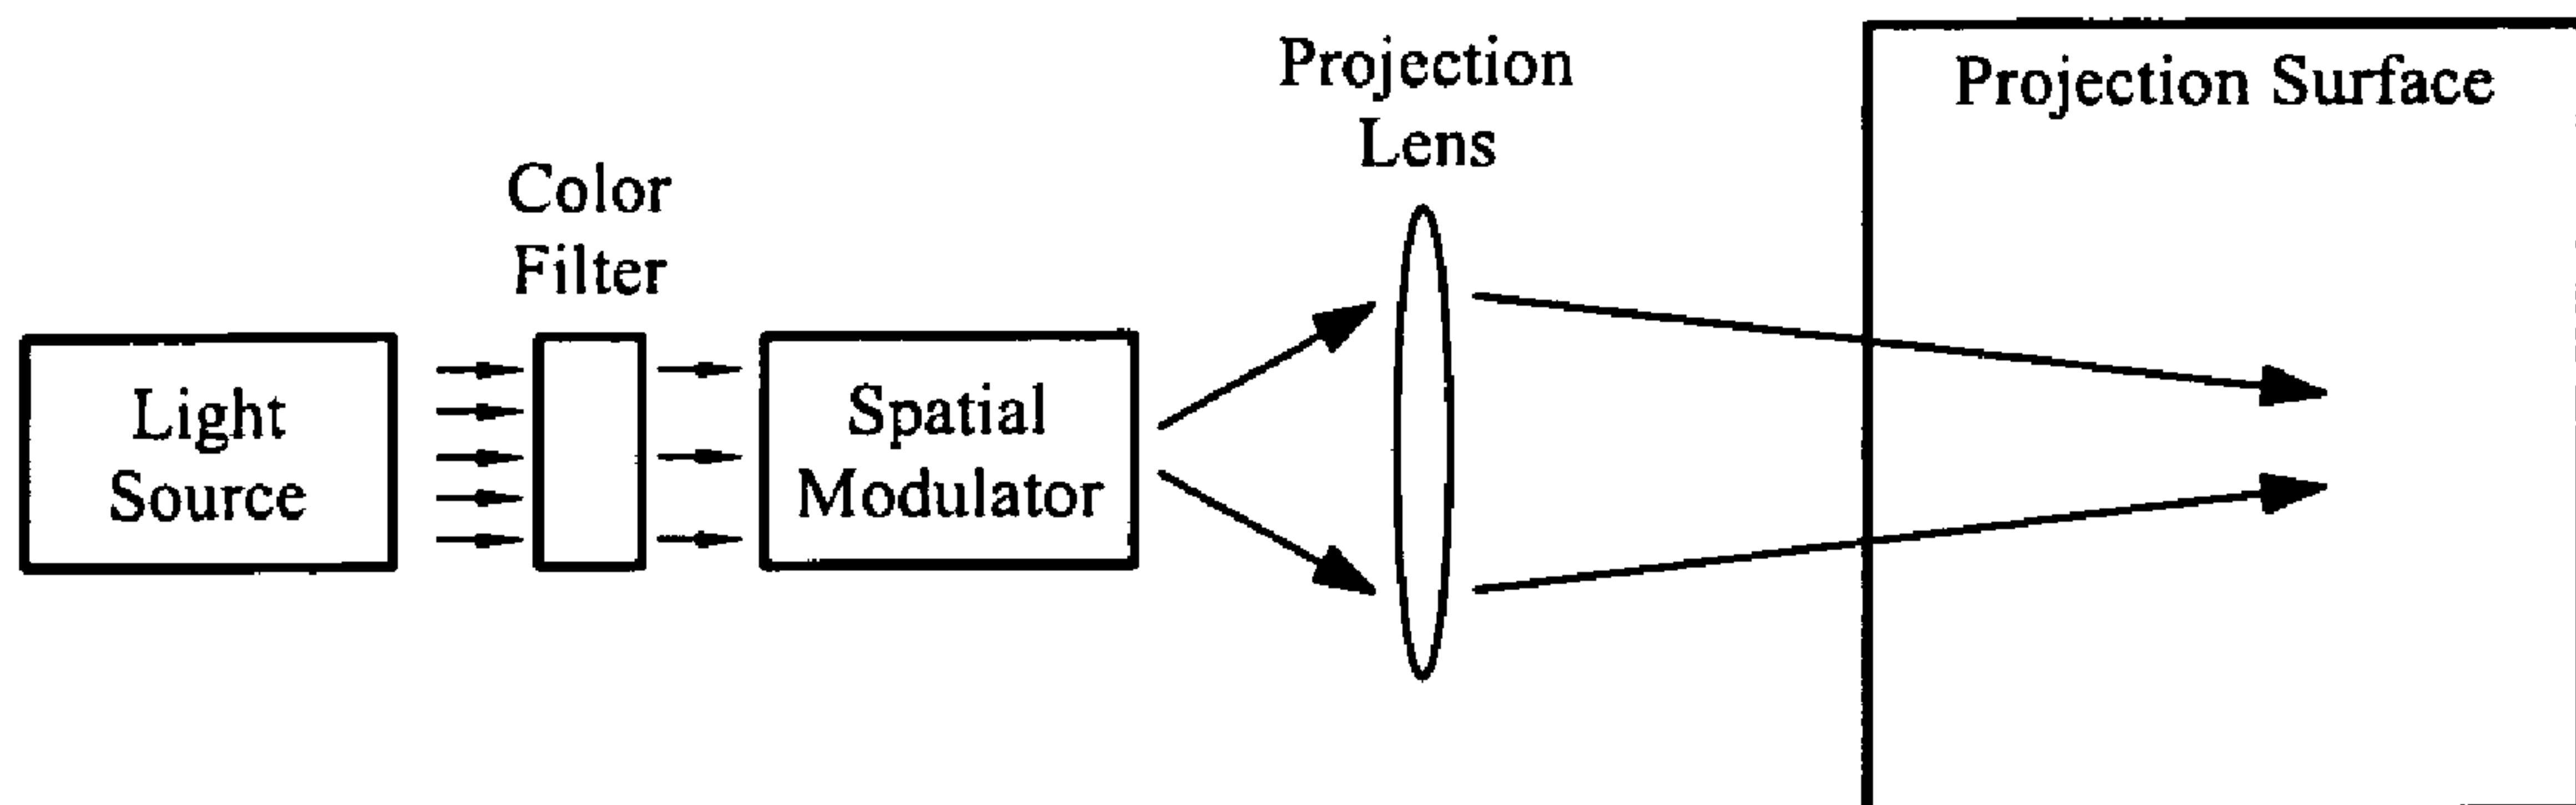 Light
Source
Color
Filter
Spatial
Modulator
Projection
Lens
Projection Surface